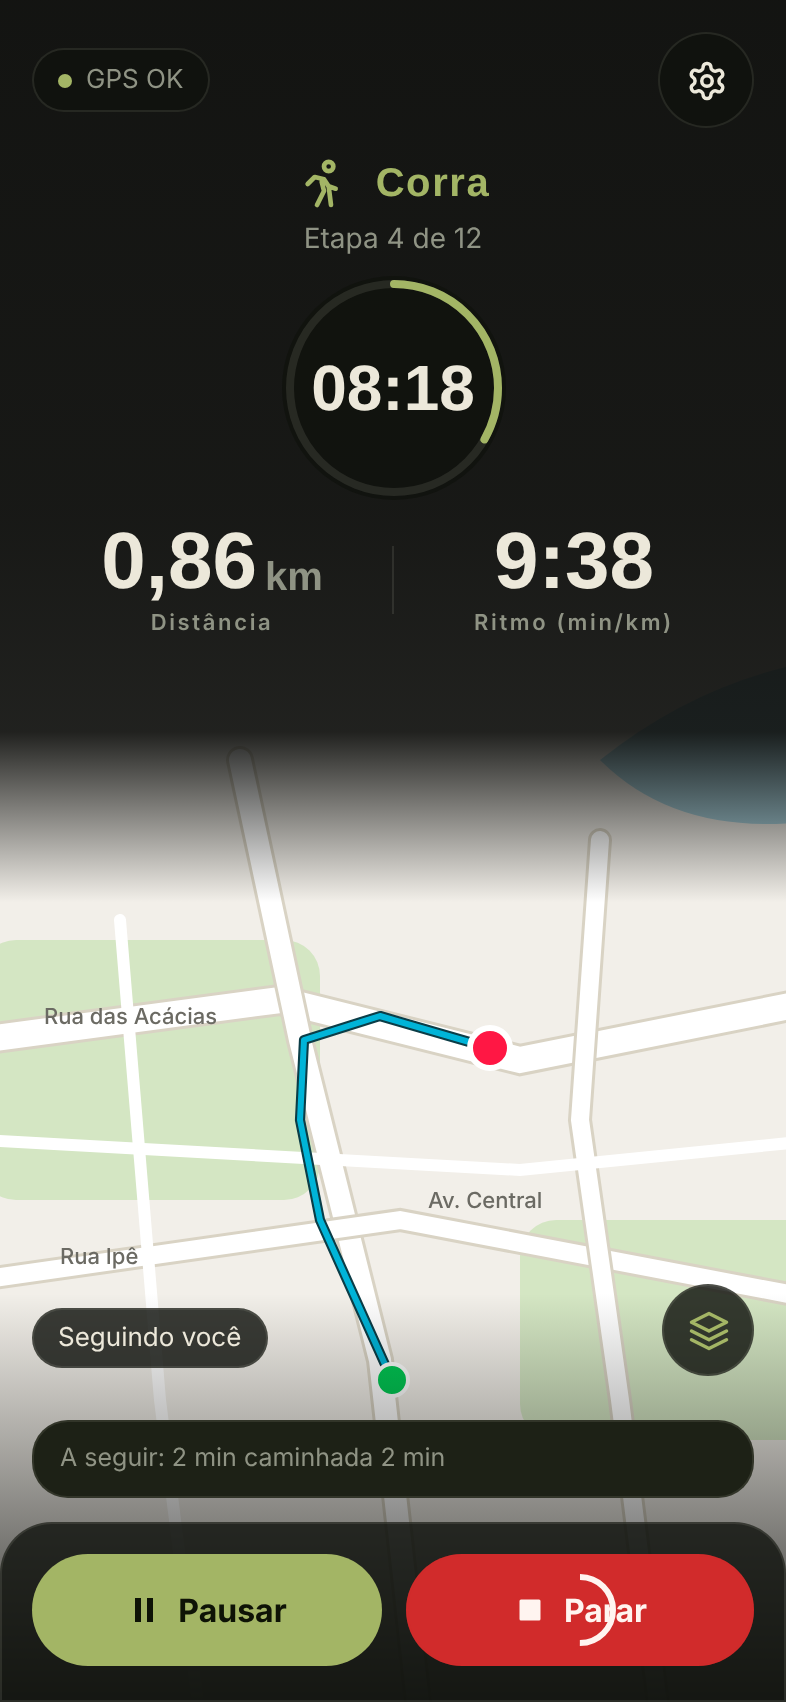 GPS OK
Corra
Etapa 4 de 12
08:18
0,86 km
Distância
9:38
Ritmo (min/km)
Rua das Acácias
Av. Central
Rua Ipê
Seguindo você
A seguir: 2 min caminhada 2 min
Pausar
Parar